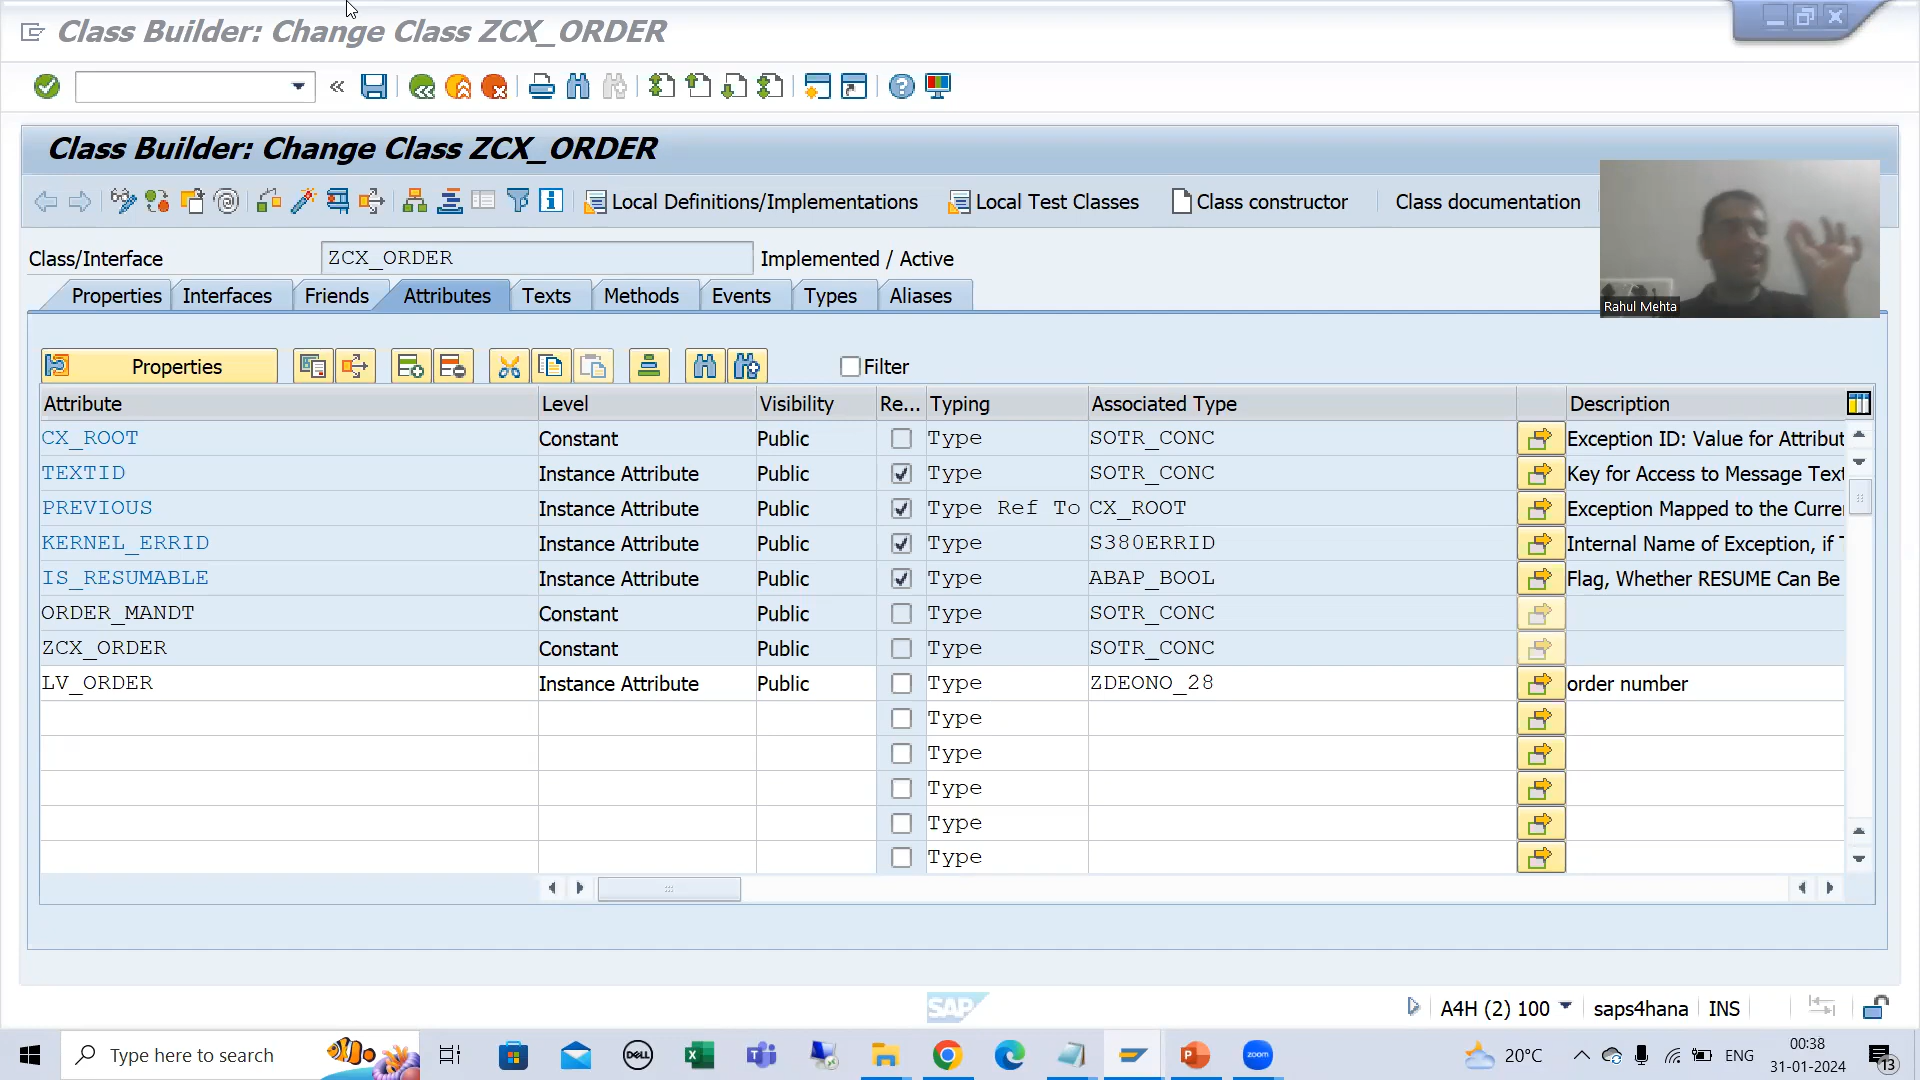 Class Builder: Change Class ZCX_ORDER
Class Builder: Change Class ZCX_ORDER
Local Definitions/Implementations Local Test Classes Class constructor Class documentation
Class/Interface ZCX_ORDER Implemented / Active
Properties Interfaces Friends Attributes Texts Methods Events Types Aliases
Rahul Mehta
Properties Filter
Attribute Level Visibility Re... Typing Associated Type Description
CX_ROOT Constant Public Type SOTR_CONC Exception ID: Value for Attribut
TEXTID Instance Attribute Public Type SOTR_CONC Key for Access to Message Text
PREVIOUS Instance Attribute Public Type Ref To CX_ROOT Exception Mapped to the Curre
KERNEL_ERRID Instance Attribute Public Type S380ERRID Internal Name of Exception, if T
IS_RESUMABLE Instance Attribute Public Type ABAP_BOOL Flag, Whether RESUME Can Be
ORDER_MANDT Constant Public Type SOTR_CONC
ZCX_ORDER Constant Public Type SOTR_CONC
LV_ORDER Instance Attribute Public Type ZDEONO_28 order number
Type
Type
Type
Type
Type
SAP A4H (2) 100 saps4hana INS
Type here to search DELL zoom 20°C ENG 00:38
31-01-2024 13